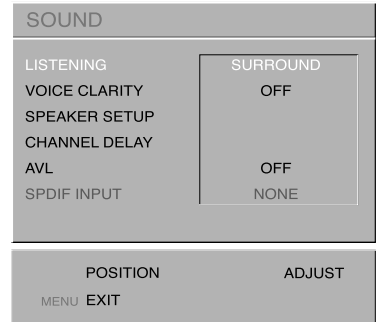 SOUND
LISTENING SURROUND
VOICE CLARITY OFF
SPEAKER SETUP
CHANNEL DELAY
AVL OFF
SPDIF INPUT NONE
POSITION ADJUST
MENU EXIT